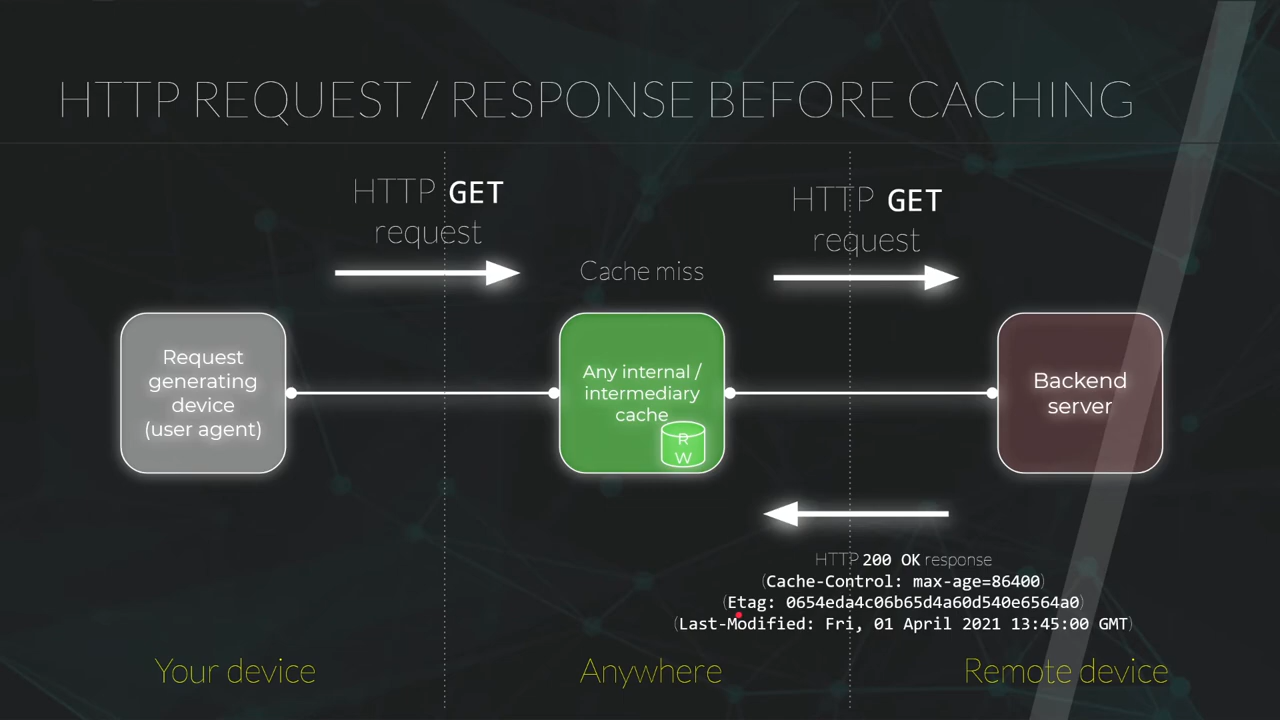 HTTP REQUEST / RESPONSE BEFORE CACHING
HTTP GET
request
HTTP GET
request
Cache miss
Request
generating
device
(user agent)
Any internal /
intermediary
cache
R
W
Backend
server
HTTP 200 OK response
(Cache-Control: max-age=86400)
(Etag: 0654eda4c06b65d4a60d540e6564a0)
(Last-Modified: Fri, 01 April 2021 13:45:00 GMT)
Your device
Anywhere
Remote device